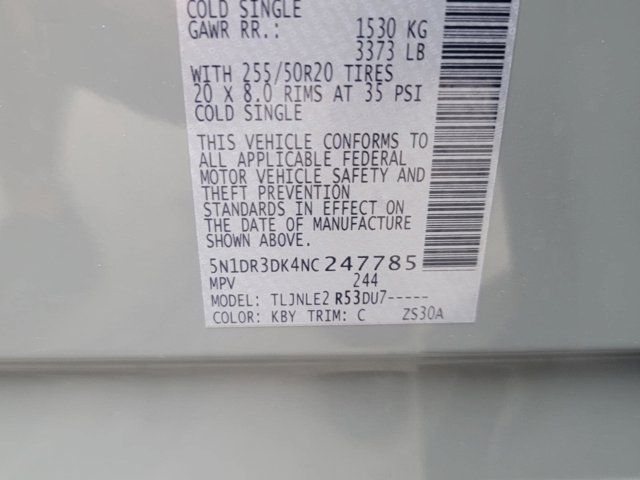 COLD SINGLE
GAWR RR.: 1530 KG
3373 LB
WITH 255/50R20 TIRES
20 X 8.0 RIMS AT 35 PSI
COLD SINGLE
THIS VEHICLE CONFORMS TO
ALL APPLICABLE FEDERAL
MOTOR VEHICLE SAFETY AND
THEFT PREVENTION
STANDARDS IN EFFECT ON
THE DATE OF MANUFACTURE
SHOWN ABOVE.
5N1DR3DK4NC247785
MPV 244
MODEL: TLJNLE2 R53DU7-----
COLOR: KBY TRIM: C ZS30A